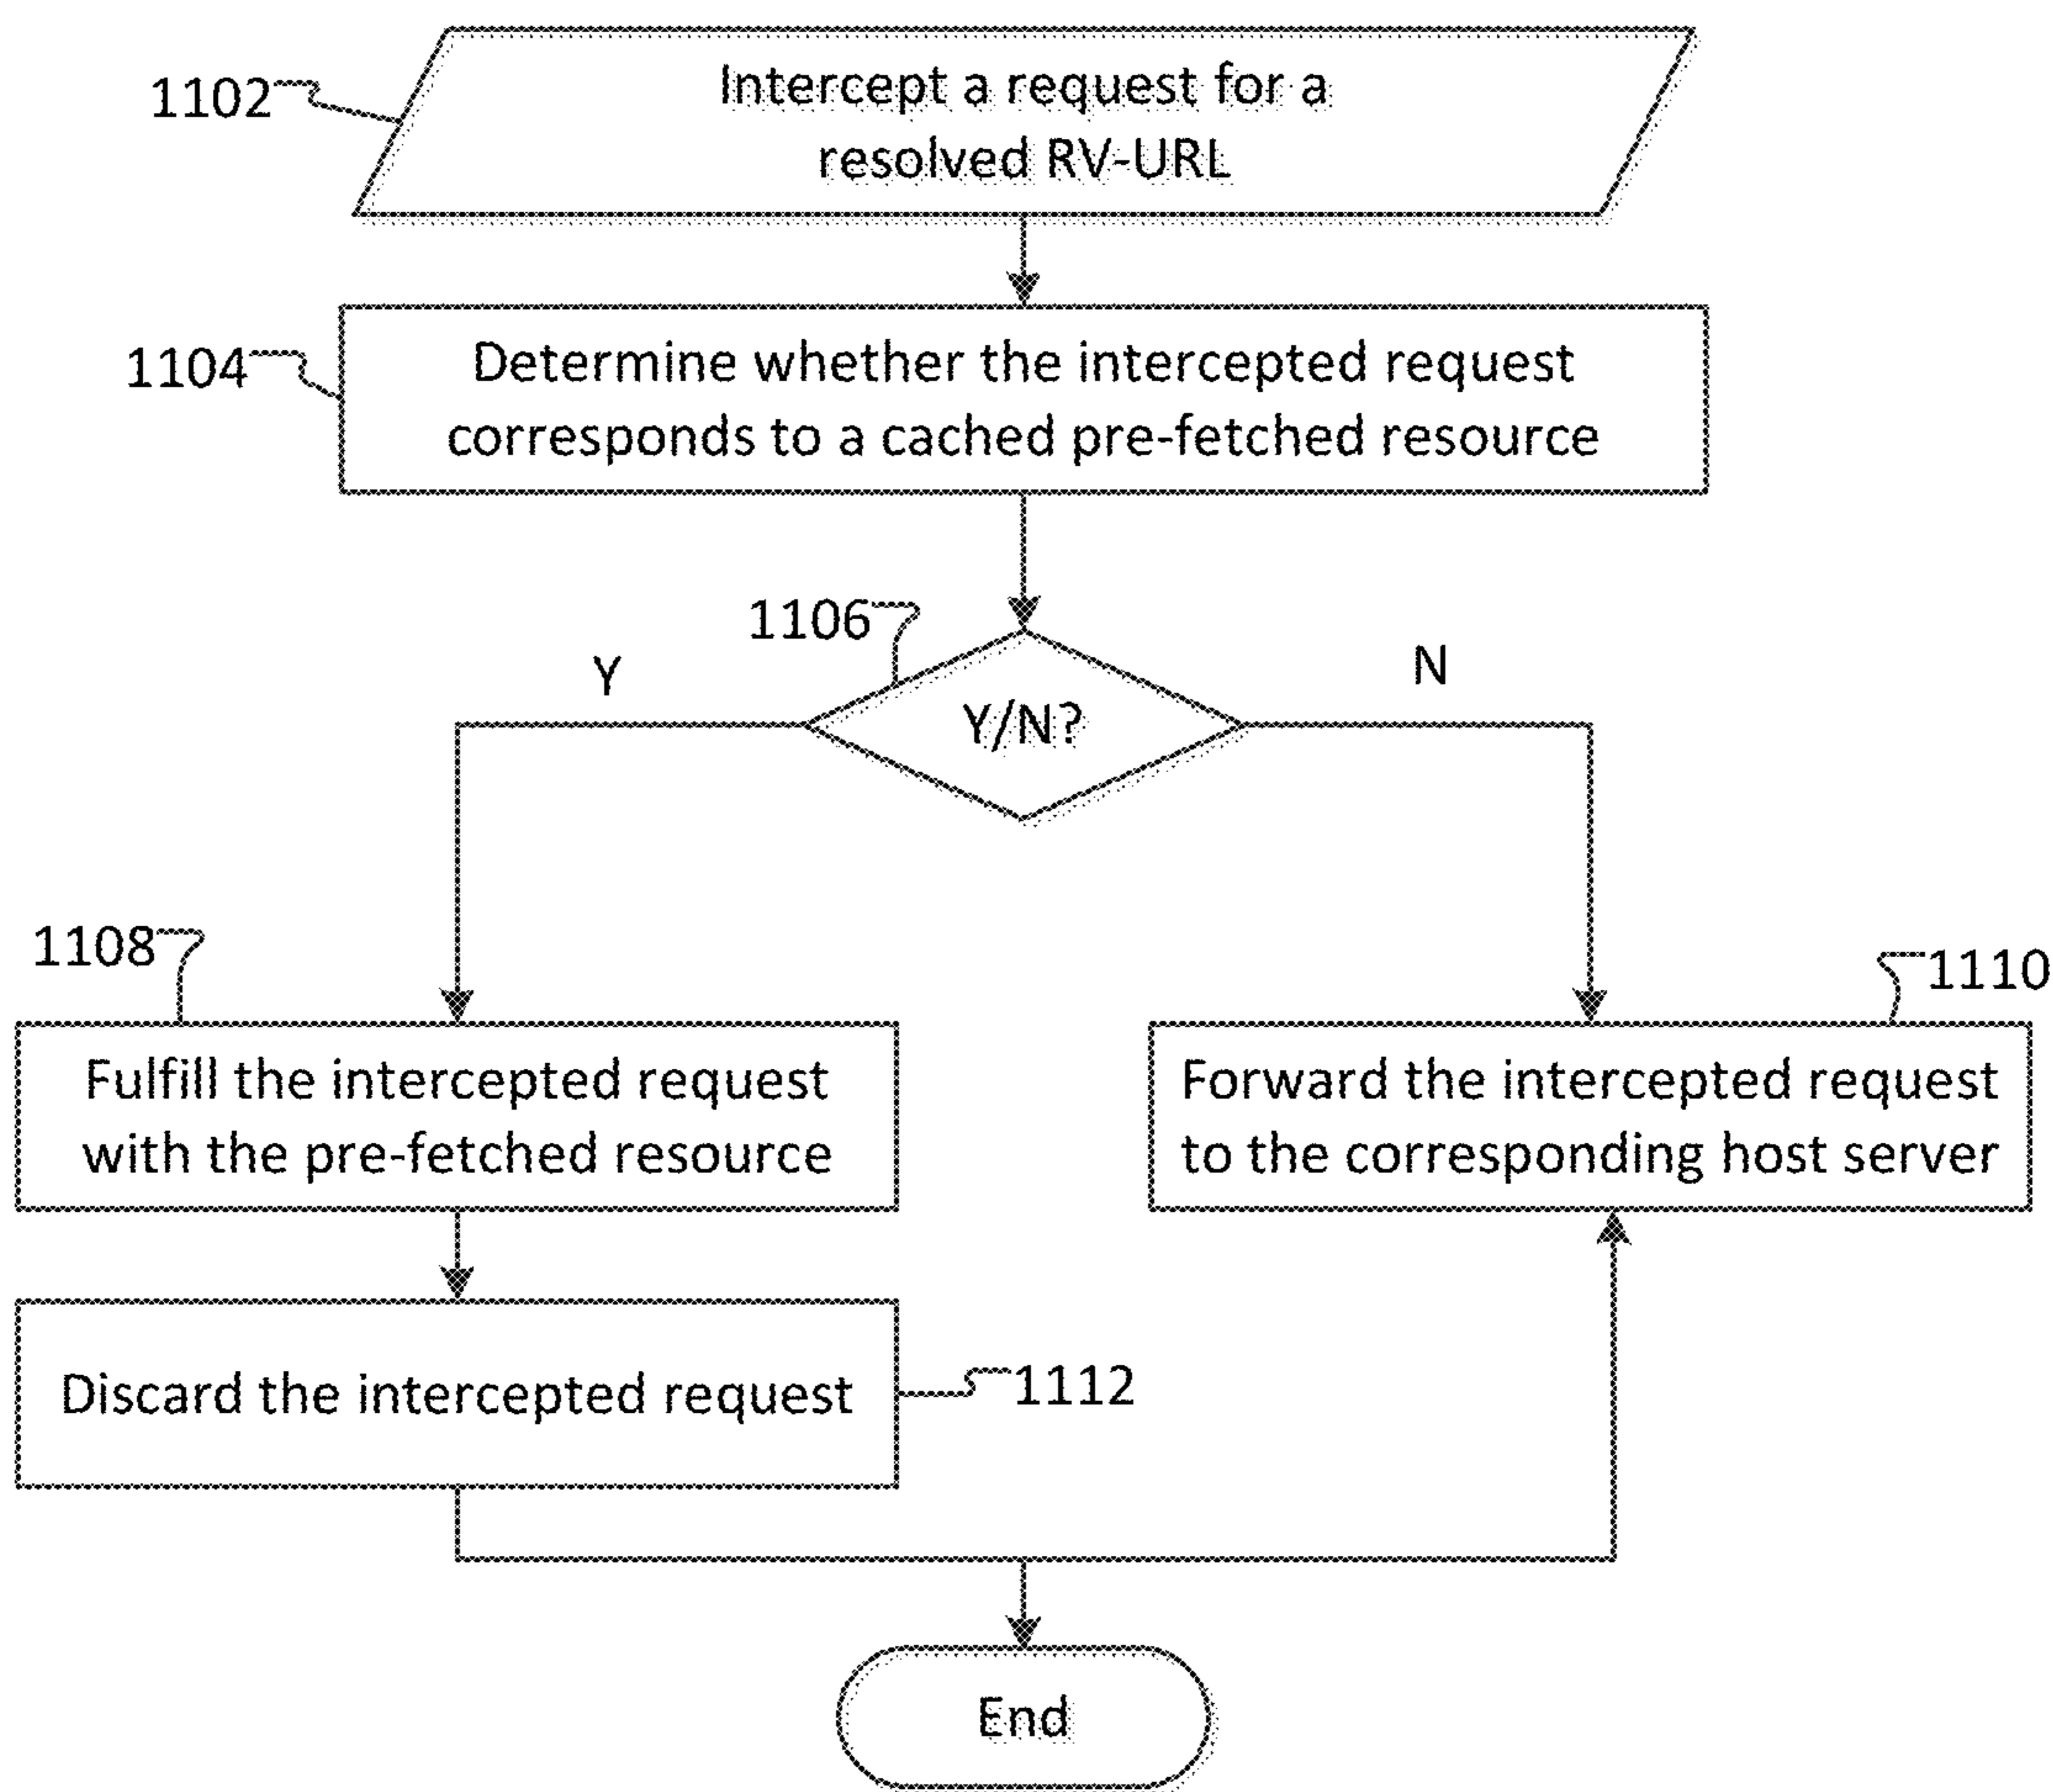 1102
Intercept a request for a
resolved RV-URL
1104
Determine whether the intercepted request
corresponds to a cached pre-fetched resource
1106
Y
N
Y/N?
1108
1110
Fulfill the intercepted request
with the pre-fetched resource
Forward the intercepted request
to the corresponding host server
Discard the intercepted request
1112
End